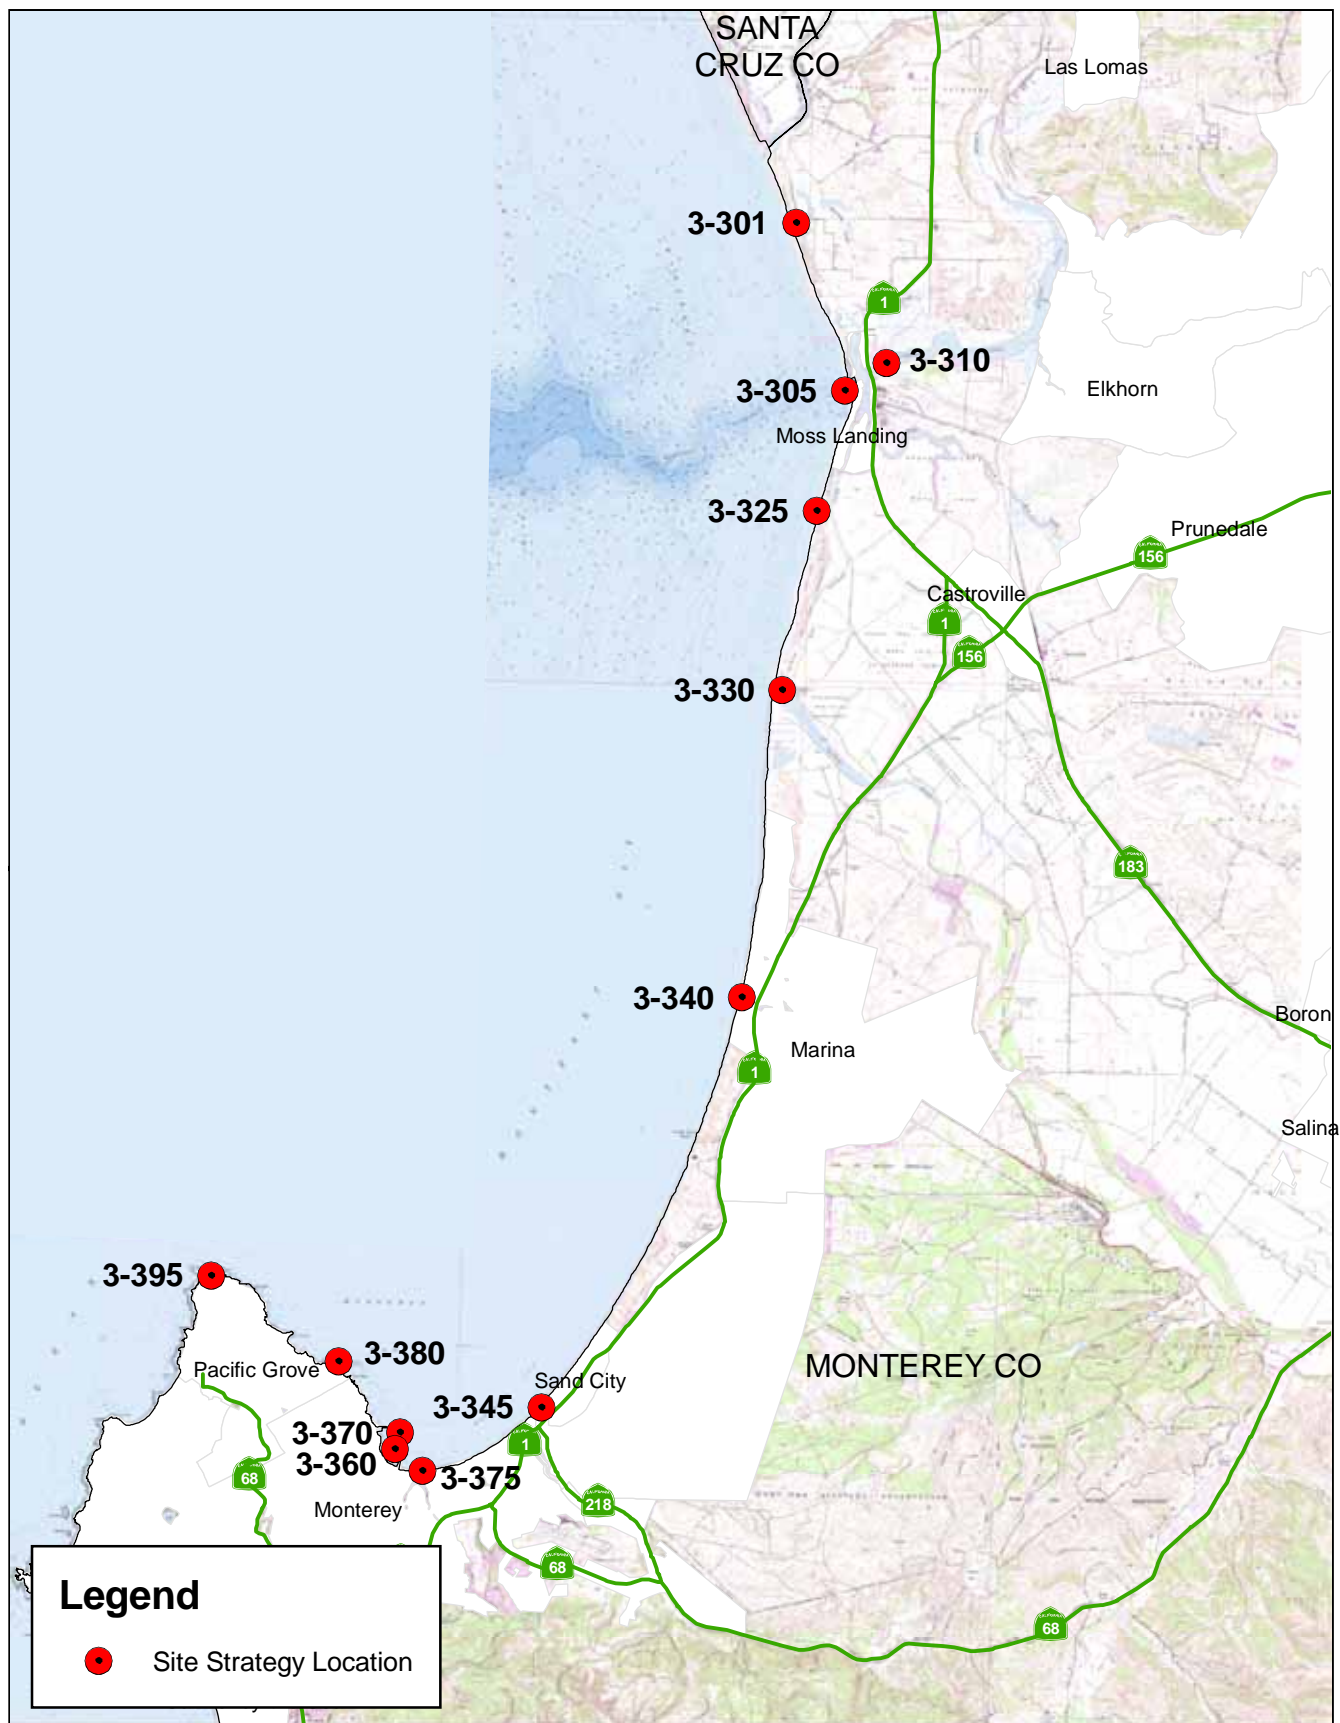 SANTA
CRUZ CO
Las Lomas
3-301
1
3-310
3-305
Elkhorn
Moss Landing
3-325
Prunedale
156
Castroville
1
156
3-330
183
3-340
Boron
Marina
1
Salina
3-395
3-380
Pacific Grove
MONTEREY CO
Sand City
3-345
3-370
1
3-360
3-375
68
218
Monterey
68
68
Legend
Site Strategy Location